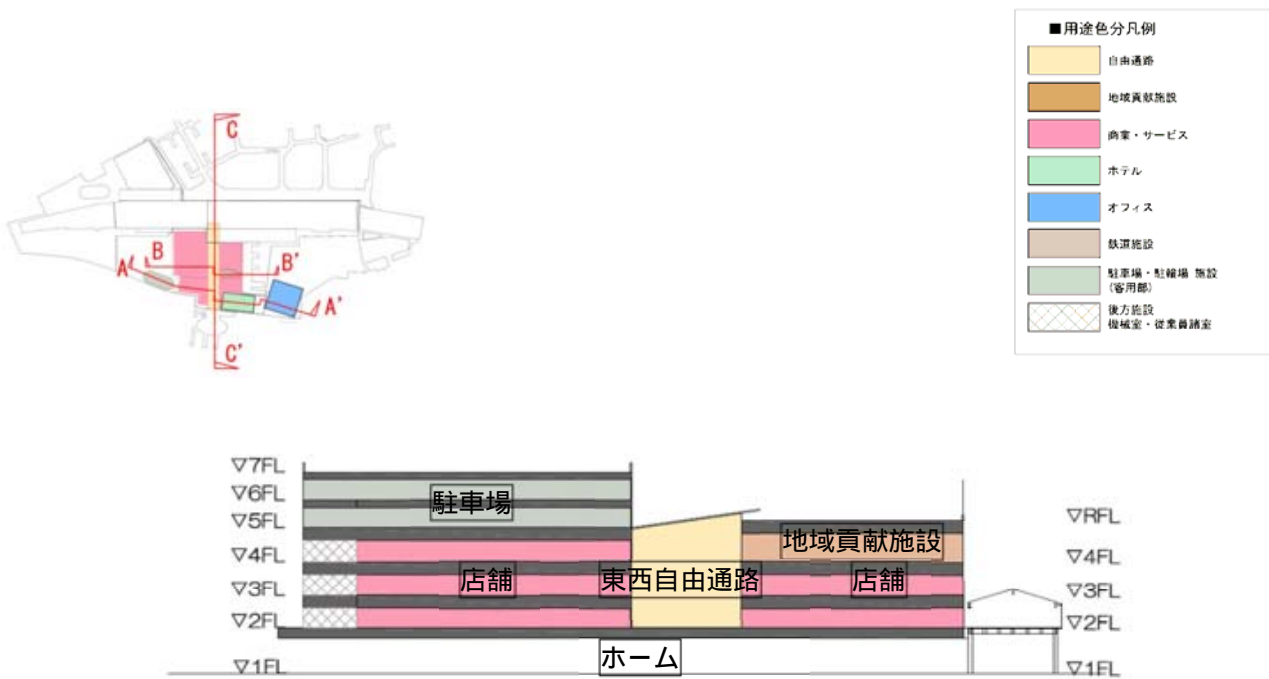 ■用途色分凡例
自由通路
地域貢献施設
商業・サービス
ホテル
オフィス
鉄道施設
駐車場・駐輪場 施設
(客用部)
後方施設
機械室・従業員諸室
C
B
A
B'
A'
C'
▽7FL
▽6FL
▽5FL
▽4FL
▽3FL
▽2FL
▽1FL
駐車場
店舗
東西自由通路
地域貢献施設
店舗
ホーム
▽RFL
▽4FL
▽3FL
▽2FL
▽1FL